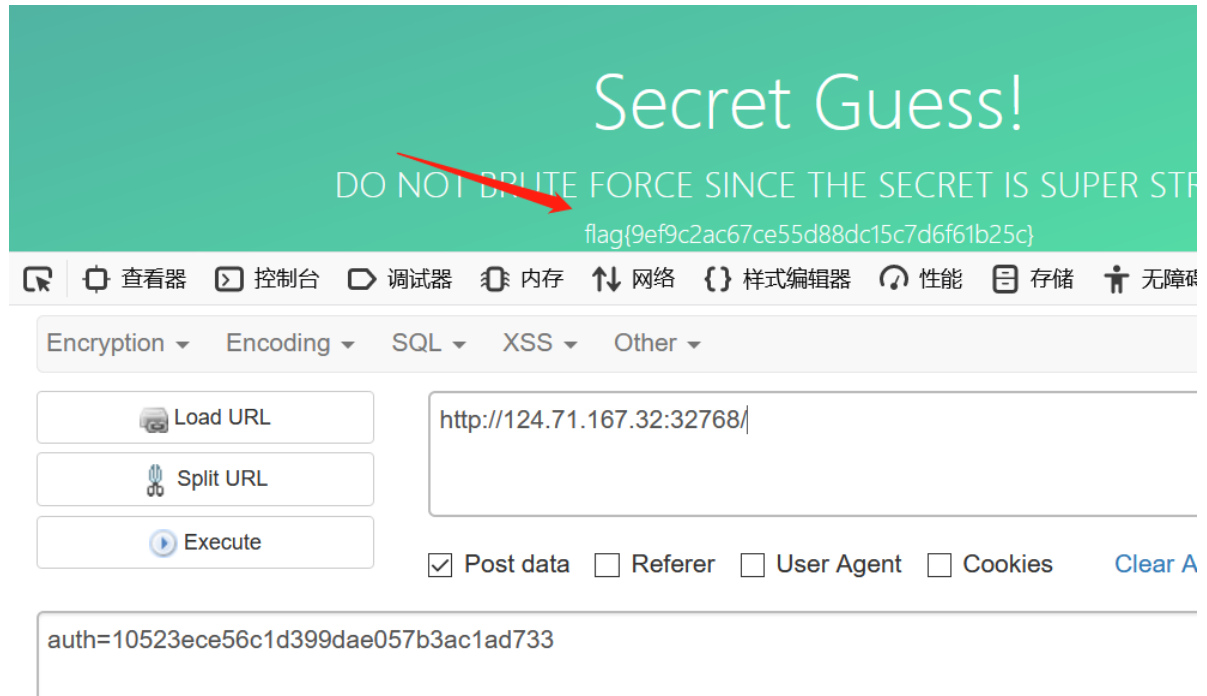 Secret Guess!
DO NOT BRUTE FORCE SINCE THE SECRET IS SUPER STR
flag{9ef9c2ac67ce55d88dc15c7d6f61b25c}
查看器 控制台 调试器 内存 网络 样式编辑器 性能 存储 无障碍
Encryption Encoding SQL XSS Other
Load URL
http://124.71.167.32:32768/
Split URL
Execute
Post data Referer User Agent Cookies Clear A
auth=10523ece56c1d399dae057b3ac1ad733